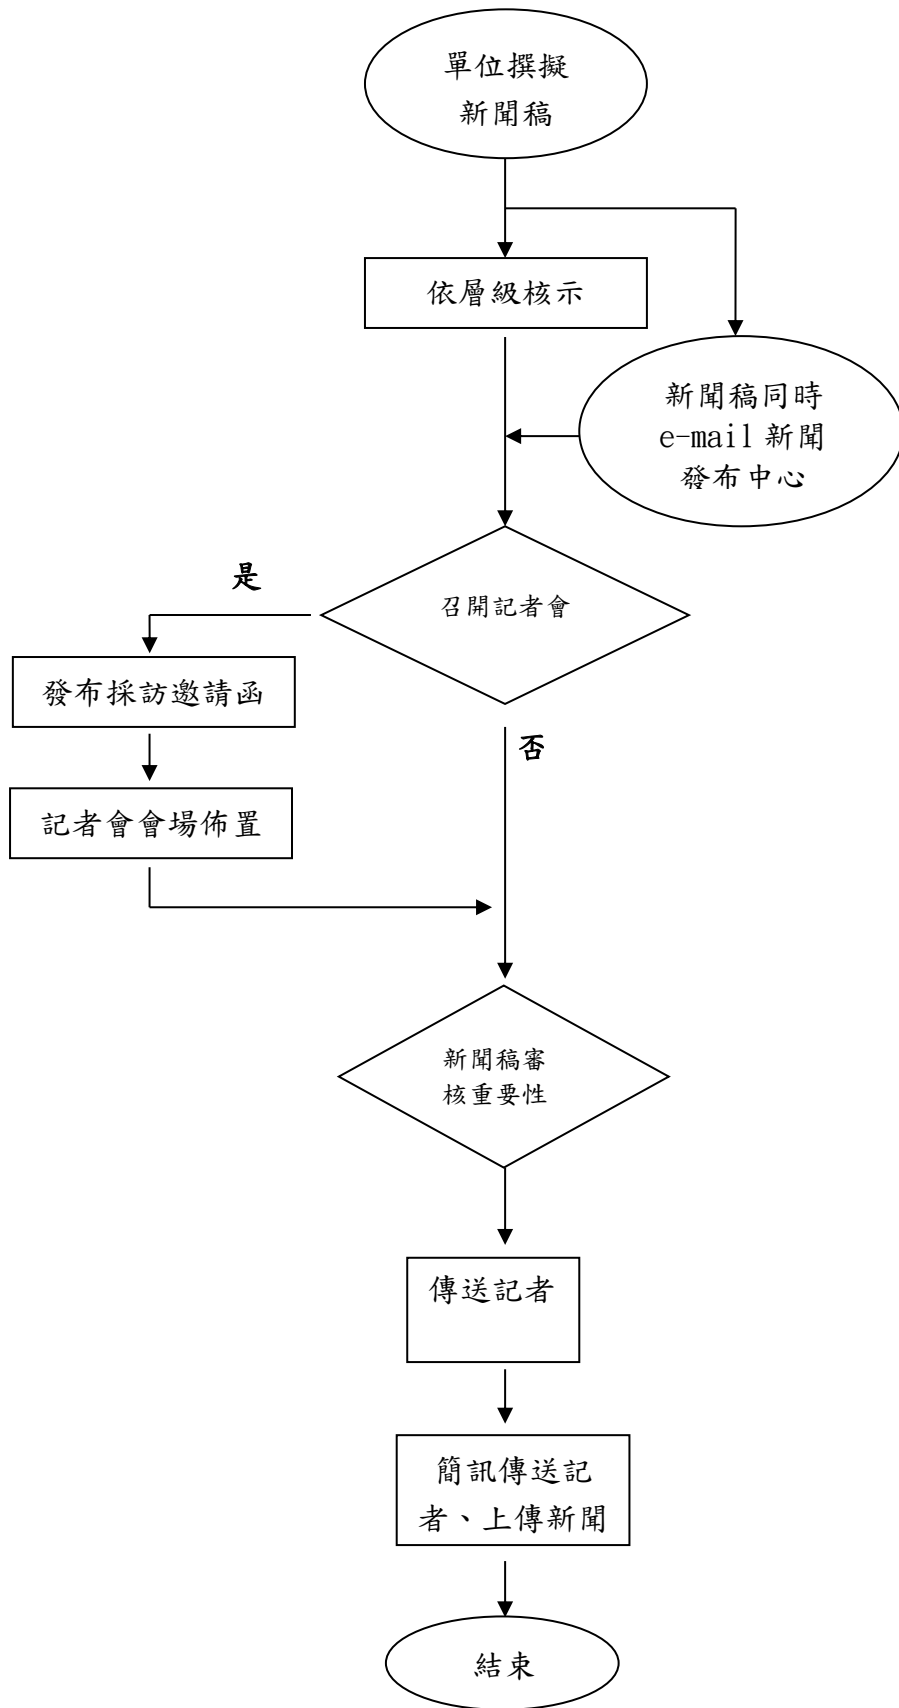 單位撰擬
新聞稿
依層級核示
新聞稿同時
e-mail 新聞
發布中心
召開記者會
是
發布採訪邀請函
否
記者會會場佈置
新聞稿審
核重要性
傳送記者
簡訊傳送記
者、上傳新聞
結束